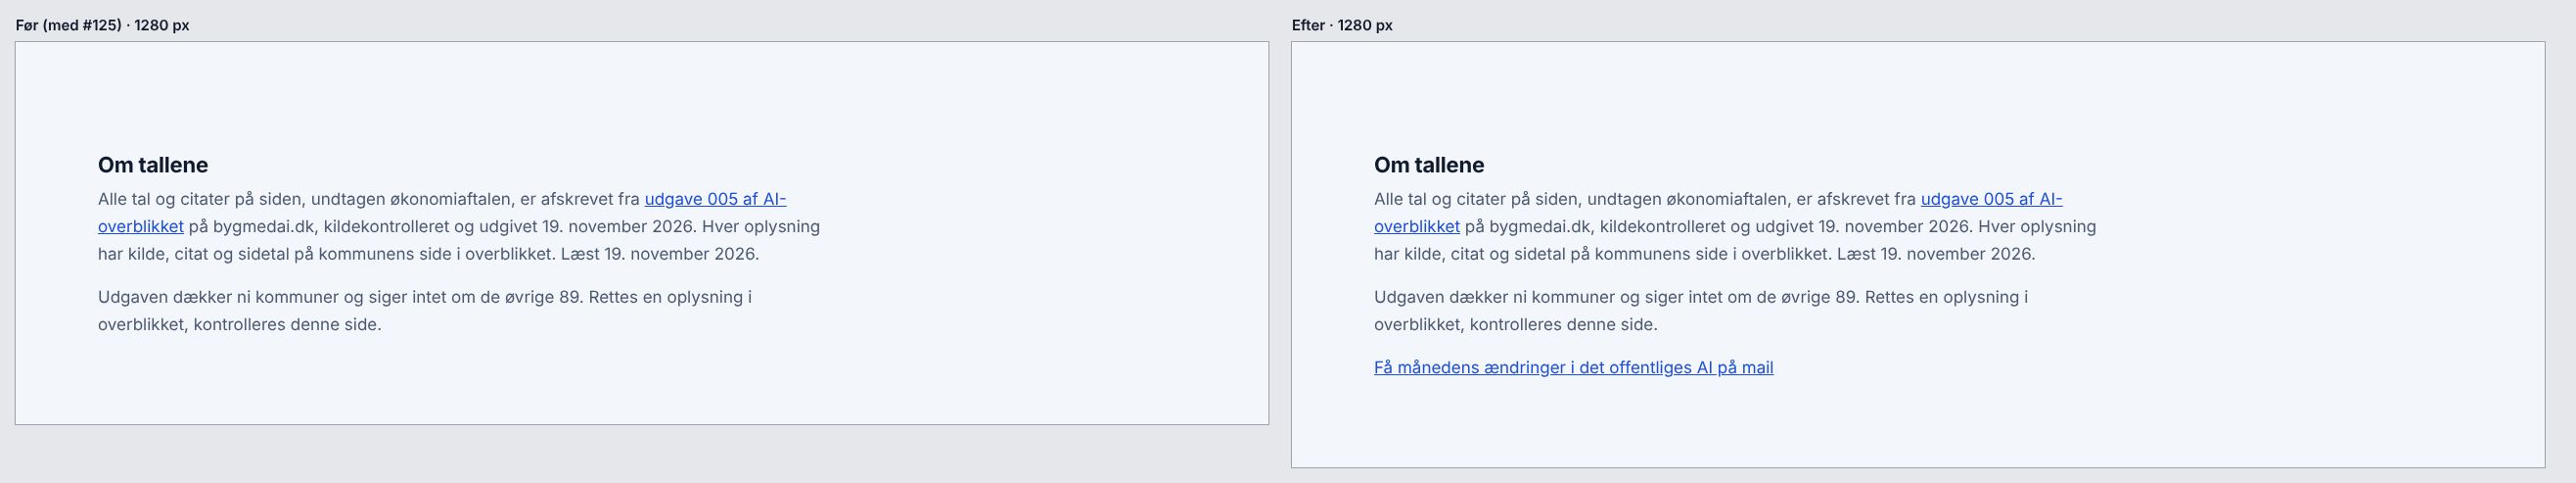 Før (med #125) · 1280 px
Om tallene
Alle tal og citater på siden, undtagen økonomiaftalen, er afskrevet fra udgave 005 af AI-
overblikket på bygmedai.dk, kildekontrolleret og udgivet 19. november 2026. Hver oplysning
har kilde, citat og sidetal på kommunens side i overblikket. Læst 19. november 2026.
Udgaven dækker ni kommuner og siger intet om de øvrige 89. Rettes en oplysning i
overblikket, kontrolleres denne side.
Efter · 1280 px
Om tallene
Alle tal og citater på siden, undtagen økonomiaftalen, er afskrevet fra udgave 005 af AI-
overblikket på bygmedai.dk, kildekontrolleret og udgivet 19. november 2026. Hver oplysning
har kilde, citat og sidetal på kommunens side i overblikket. Læst 19. november 2026.
Udgaven dækker ni kommuner og siger intet om de øvrige 89. Rettes en oplysning i
overblikket, kontrolleres denne side.
Få månedens ændringer i det offentliges AI på mail